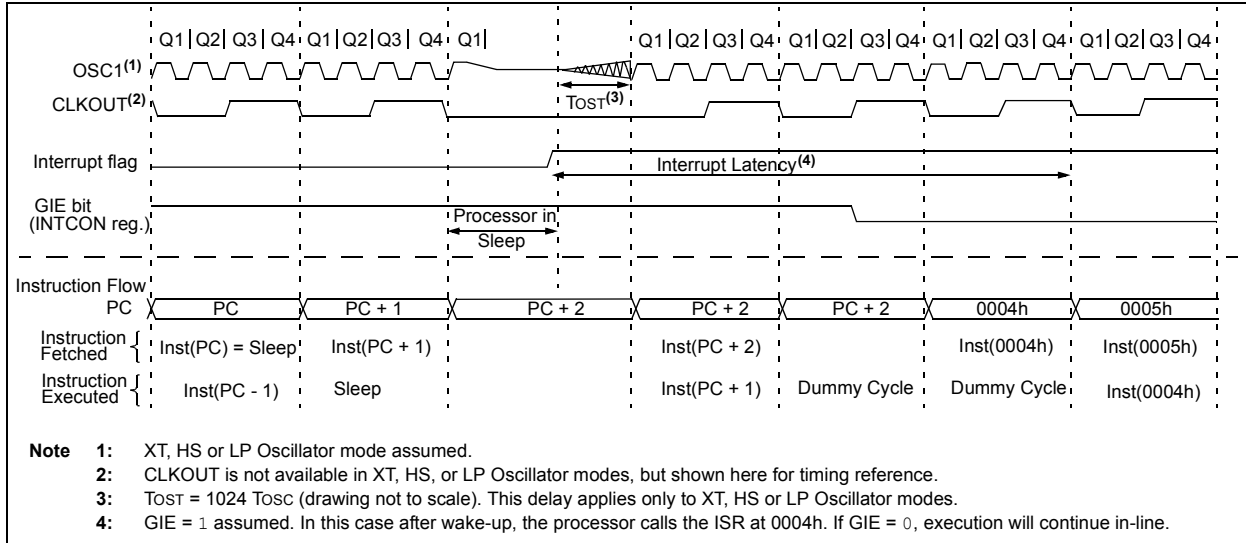 Q1 Q2 Q3 Q4 Q1 Q2 Q3 Q4 Q1 Q1 Q2 Q3 Q4 Q1 Q2 Q3 Q4 Q1 Q2 Q3 Q4 Q1 Q2 Q3 Q4
OSC1(1)
TOST(3)
CLKOUT(2)
Interrupt flag
Interrupt Latency(4)
GIE bit
(INTCON reg.)
Processor in
Sleep
Instruction Flow
PC PC PC + 1 PC + 2 PC + 2 PC + 2 0004h 0005h
Instruction
Fetched
Inst(PC) = Sleep Inst(PC + 1) Inst(PC + 2) Inst(0004h) Inst(0005h)
Instruction
Executed
Inst(PC - 1) Sleep Inst(PC + 1) Dummy Cycle Dummy Cycle Inst(0004h)
Note 1: XT, HS or LP Oscillator mode assumed.
2: CLKOUT is not available in XT, HS, or LP Oscillator modes, but shown here for timing reference.
3: TOST = 1024 TOSC (drawing not to scale). This delay applies only to XT, HS or LP Oscillator modes.
4: GIE = 1 assumed. In this case after wake-up, the processor calls the ISR at 0004h. If GIE = 0, execution will continue in-line.